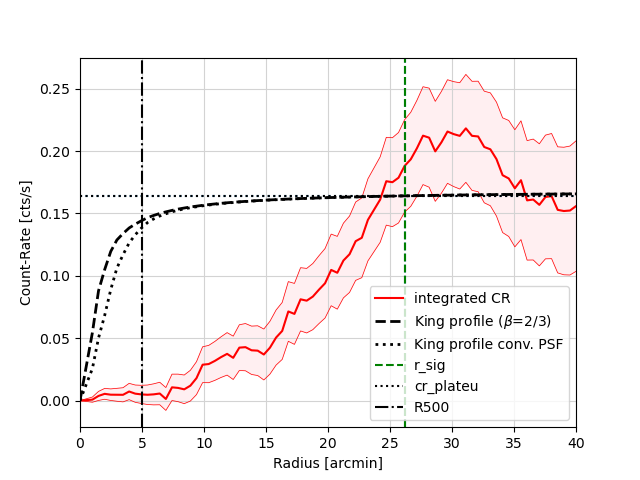 0.25
0.20
0.15
0.10
0.05
0.00
Count-Rate [cts/s]
integrated CR
King profile (β=2/3)
King profile conv. PSF
r_sig
cr_plateu
R500
0 5 10 15 20 25 30 35 40
Radius [arcmin]